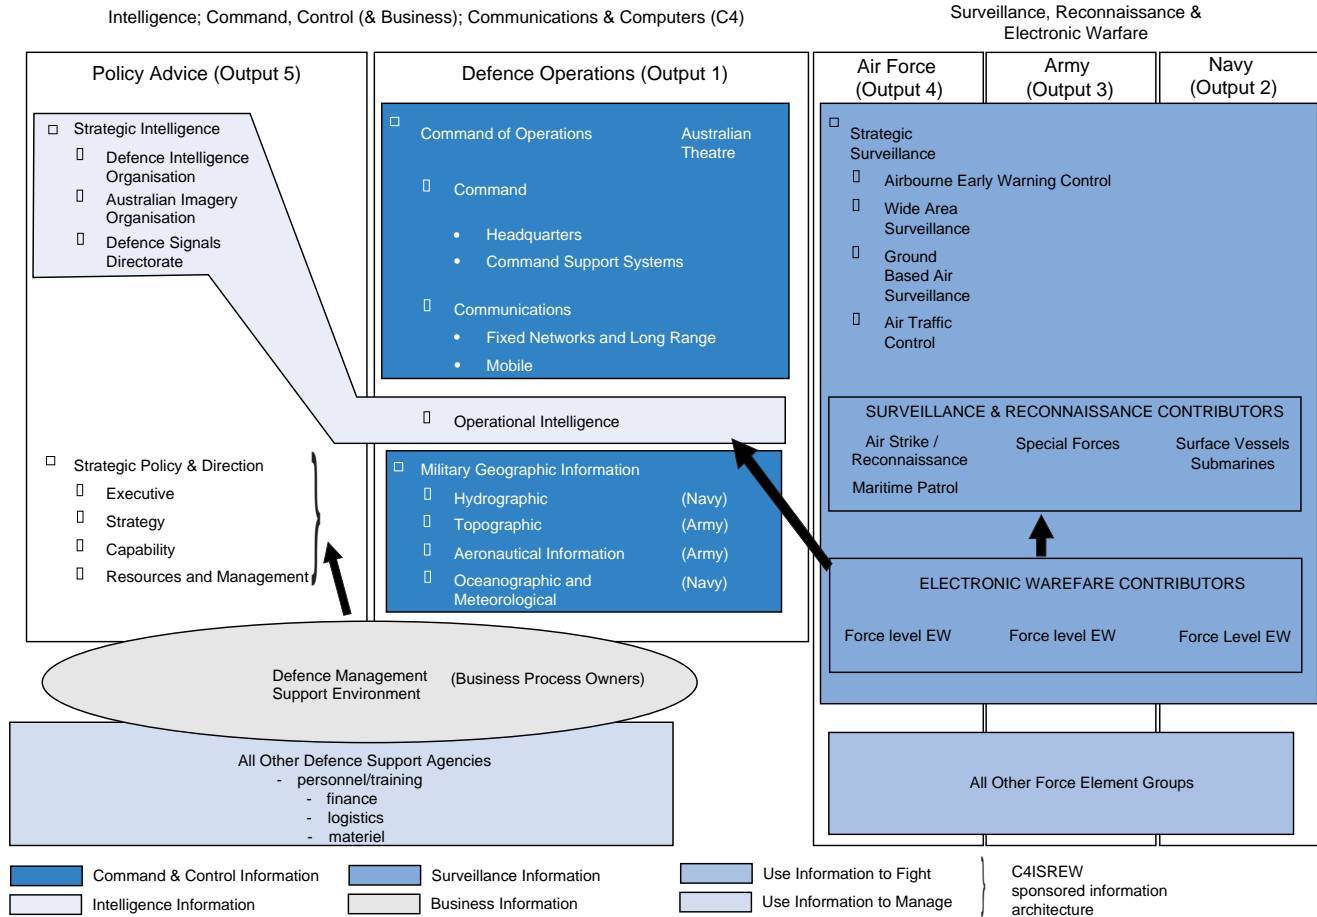 Intelligence; Command, Control (& Business); Communications & Computers (C4)
Surveillance, Reconnaissance &
Electronic Warfare
Policy Advice (Output 5)
Strategic Intelligence
Defence Intelligence
Organisation
Australian Imagery
Organisation
Defence Signals
Directorate
Strategic Policy & Direction
Executive
Strategy
Capability
Resources and Management
Defence Operations (Output 1)
Command of Operations
Australian
Theatre
Command
• Headquarters
• Command Support Systems
Communications
• Fixed Networks and Long Range
• Mobile
Operational Intelligence
Military Geographic Information
Hydrographic (Navy)
Topographic (Army)
Aeronautical Information (Army)
Oceanographic and (Navy)
Meteorological
Air Force
(Output 4)
Army
(Output 3)
Navy
(Output 2)
Strategic
Surveillance
Airbourne Early Warning Control
Wide Area
Surveillance
Ground
Based Air
Surveillance
Air Traffic
Control
SURVEILLANCE & RECONNAISSANCE CONTRIBUTORS
Air Strike /
Reconnaissance
Maritime Patrol
Special Forces
Surface Vessels
Submarines
ELECTRONIC WAREFARE CONTRIBUTORS
Force level EW
Force level EW
Force Level EW
Defence Management (Business Process Owners)
Support Environment
All Other Defence Support Agencies
- personnel/training
- finance
- logistics
- materiel
All Other Force Element Groups
Command & Control Information
Intelligence Information
Surveillance Information
Business Information
Use Information to Fight
Use Information to Manage
C4ISREW
sponsored information
architecture